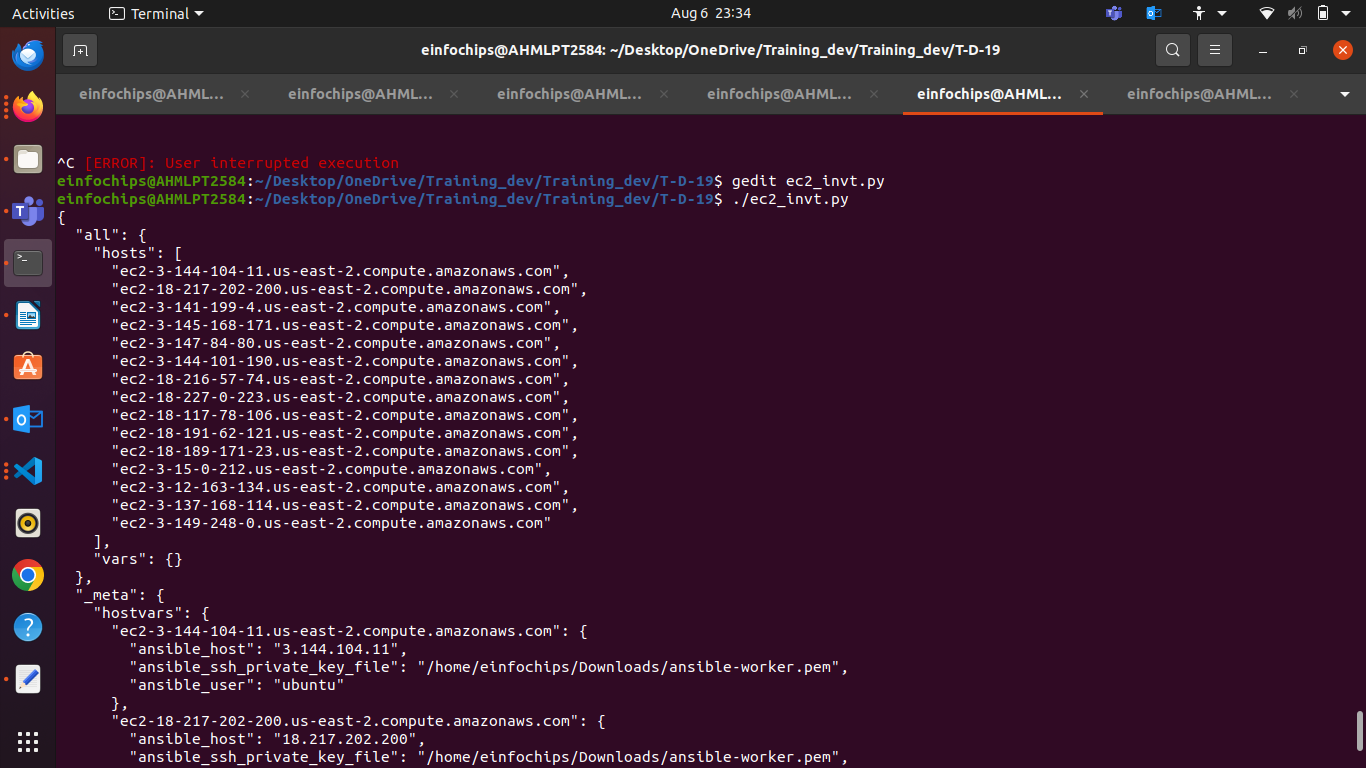 Activities
Terminal
Aug 6 23:34
einfochips@AHMLPT2584: ~/Desktop/OneDrive/Training_dev/Training_dev/T-D-19
einfochips@AHML...
einfochips@AHML...
einfochips@AHML...
einfochips@AHML...
einfochips@AHML...
einfochips@AHML...
^C [ERROR]: User interrupted execution
einfochips@AHMLPT2584:~/Desktop/OneDrive/Training_dev/Training_dev/T-D-19$ gedit ec2_invt.py
einfochips@AHMLPT2584:~/Desktop/OneDrive/Training_dev/Training_dev/T-D-19$ ./ec2_invt.py
{
  "all": {
    "hosts": [
      "ec2-3-144-104-11.us-east-2.compute.amazonaws.com",
      "ec2-18-217-202-200.us-east-2.compute.amazonaws.com",
      "ec2-3-141-199-4.us-east-2.compute.amazonaws.com",
      "ec2-3-145-168-171.us-east-2.compute.amazonaws.com",
      "ec2-3-147-84-80.us-east-2.compute.amazonaws.com",
      "ec2-3-144-101-190.us-east-2.compute.amazonaws.com",
      "ec2-18-216-57-74.us-east-2.compute.amazonaws.com",
      "ec2-18-227-0-223.us-east-2.compute.amazonaws.com",
      "ec2-18-117-78-106.us-east-2.compute.amazonaws.com",
      "ec2-18-191-62-121.us-east-2.compute.amazonaws.com",
      "ec2-18-189-171-23.us-east-2.compute.amazonaws.com",
      "ec2-3-15-0-212.us-east-2.compute.amazonaws.com",
      "ec2-3-12-163-134.us-east-2.compute.amazonaws.com",
      "ec2-3-137-168-114.us-east-2.compute.amazonaws.com",
      "ec2-3-149-248-0.us-east-2.compute.amazonaws.com"
    ],
    "vars": {}
  },
  "_meta": {
    "hostvars": {
      "ec2-3-144-104-11.us-east-2.compute.amazonaws.com": {
        "ansible_host": "3.144.104.11",
        "ansible_ssh_private_key_file": "/home/einfochips/Downloads/ansible-worker.pem",
        "ansible_user": "ubuntu"
      },
      "ec2-18-217-202-200.us-east-2.compute.amazonaws.com": {
        "ansible_host": "18.217.202.200",
        "ansible_ssh_private_key_file": "/home/einfochips/Downloads/ansible-worker.pem",